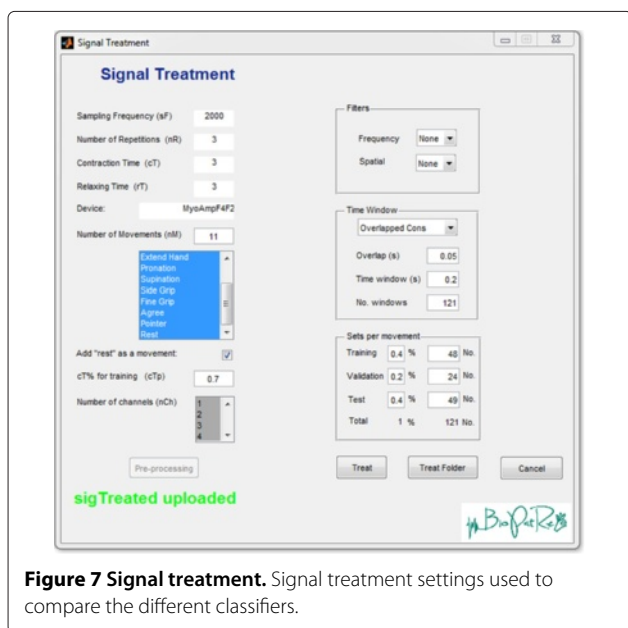 Signal Treatment
Signal Treatment
Sampling Frequency (sF) 2000
Number of Repetitions (nR) 3
Contraction Time (cT) 3
Relaxing Time (rT) 3
Device: MyoAmpF4F2
Number of Movements (nM) 11
Extend Hand
Pronation
Supination
Side Grip
Fine Grip
Agree
Pointer
Rest
Add "rest" as a movement:
cT% for training (cTp) 0.7
Number of channels (nCh) 1
2
3
4
Pre-processing
sigTreated uploaded
Filters
Frequency None
Spatial None
Time Window
Overlapped Cons
Overlap (s) 0.05
Time window (s) 0.2
No. windows 121
Sets per movement
Training 0.4 % 48 No.
Validation 0.2 % 24 No.
Test 0.4 % 49 No.
Total 1 % 121 No.
Treat Treat Folder Cancel
BioPatRec
Figure 7 Signal treatment. Signal treatment settings used to
compare the different classifiers.